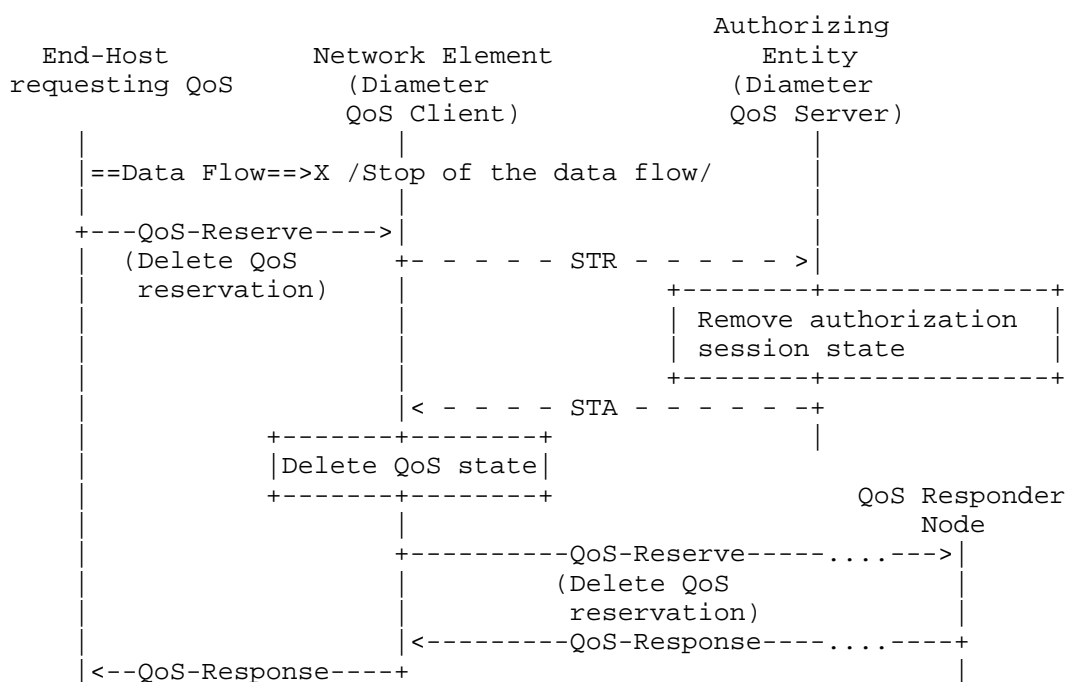 Authorizing
End-Host Network Element Entity
requesting QoS (Diameter (Diameter
QoS Client) QoS Server)
==Data Flow==>X /Stop of the data flow/
+---QoS-Reserve---->|
(Delete QoS +- - - - - STR - - - - - >|
reservation)
Remove authorization
session state
|< - - - - STA - - - - - -+
|Delete QoS state|
QoS Responder
Node
+----------QoS-Reserve-----....--->|
(Delete QoS
reservation)
|<---------QoS-Response----....----+
|<--QoS-Response----+